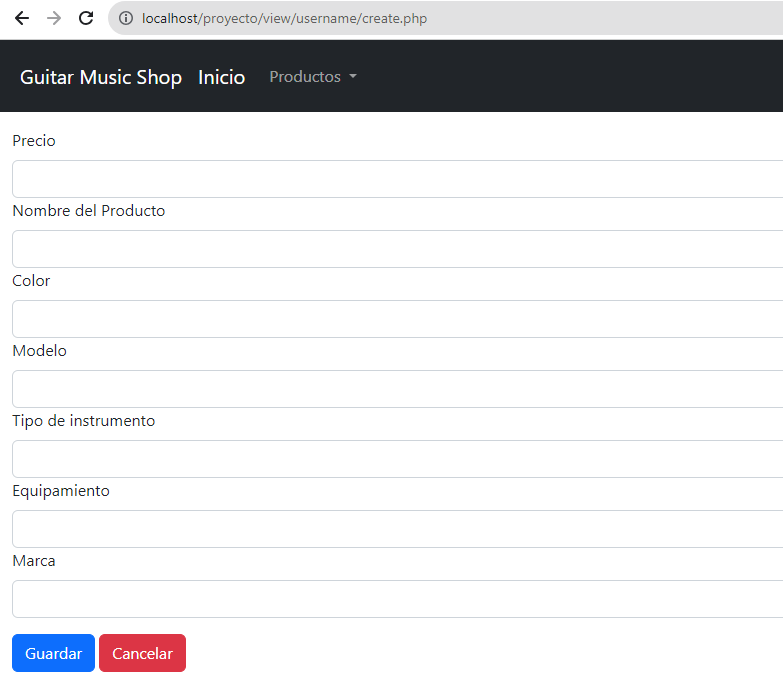 localhost/proyecto/view/username/create.php
Guitar Music Shop Inicio Productos
Precio
Nombre del Producto
Color
Modelo
Tipo de instrumento
Equipamiento
Marca
Guardar Cancelar